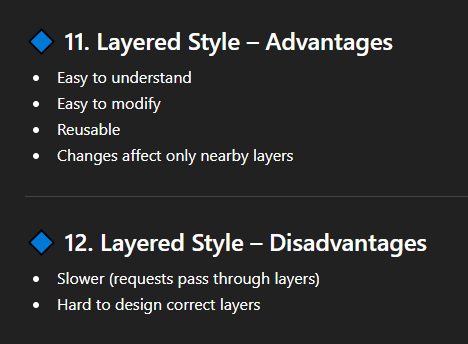 11. Layered Style – Advantages
• Easy to understand
• Easy to modify
• Reusable
• Changes affect only nearby layers
12. Layered Style – Disadvantages
• Slower (requests pass through layers)
• Hard to design correct layers